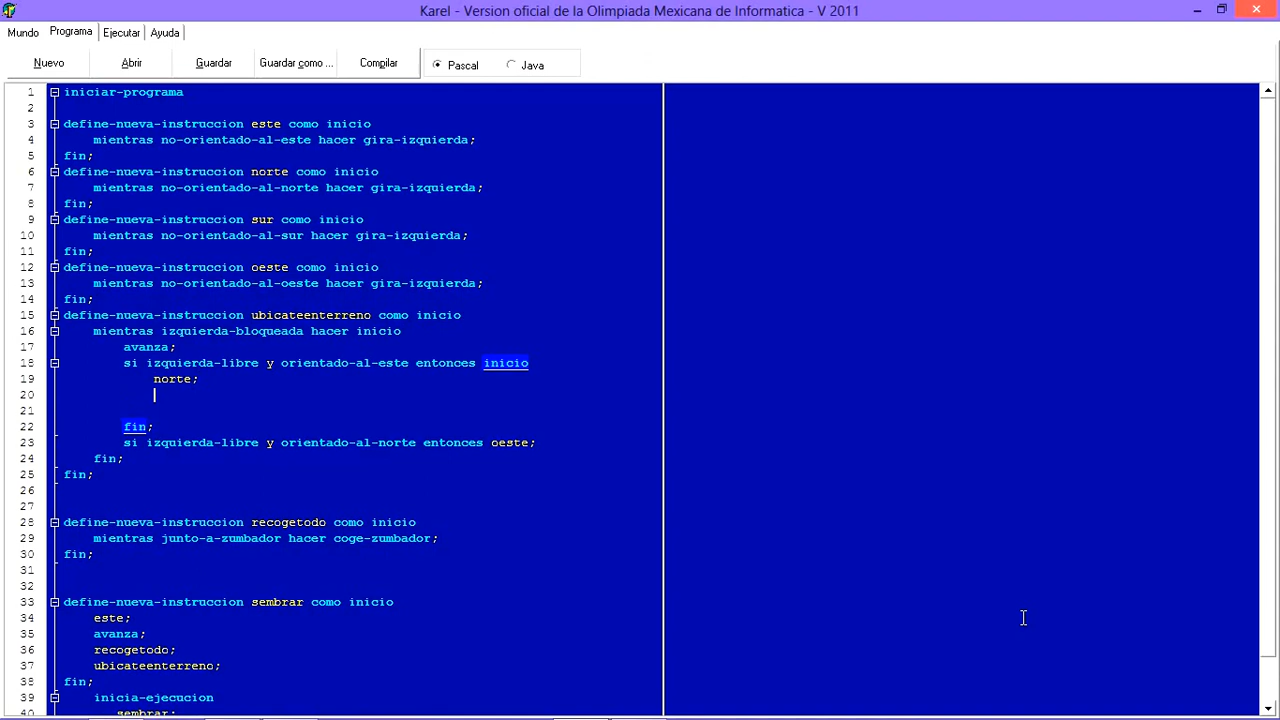 Karel - Version oficial de la Olimpiada Mexicana de Informatica - V 2011
Mundo Programa Ejecutar Ayuda
Nuevo Abrir Guardar Guardar como ... Compilar Pascal Java
1 iniciar-programa
2
3 define-nueva-instruccion este como inicio
4 mientras no-orientado-al-este hacer gira-izquierda;
5 fin;
6 define-nueva-instruccion norte como inicio
7 mientras no-orientado-al-norte hacer gira-izquierda;
8 fin;
9 define-nueva-instruccion sur como inicio
10 mientras no-orientado-al-sur hacer gira-izquierda;
11 fin;
12 define-nueva-instruccion oeste como inicio
13 mientras no-orientado-al-oeste hacer gira-izquierda;
14 fin;
15 define-nueva-instruccion ubicateenterreno como inicio
16 mientras izquierda-bloqueada hacer inicio
17 avanza;
18 si izquierda-libre y orientado-al-este entonces inicio
19 norte;
20
21
22 fin;
23 si izquierda-libre y orientado-al-norte entonces oeste;
24 fin;
25 fin;
26
27
28 define-nueva-instruccion recogetodo como inicio
29 mientras junto-a-zumbador hacer coge-zumbador;
30 fin;
31
32
33 define-nueva-instruccion sembrar como inicio
34 este;
35 avanza;
36 recogetodo;
37 ubicateenterreno;
38 fin;
39 inicia-ejecucion
40 sembrar;